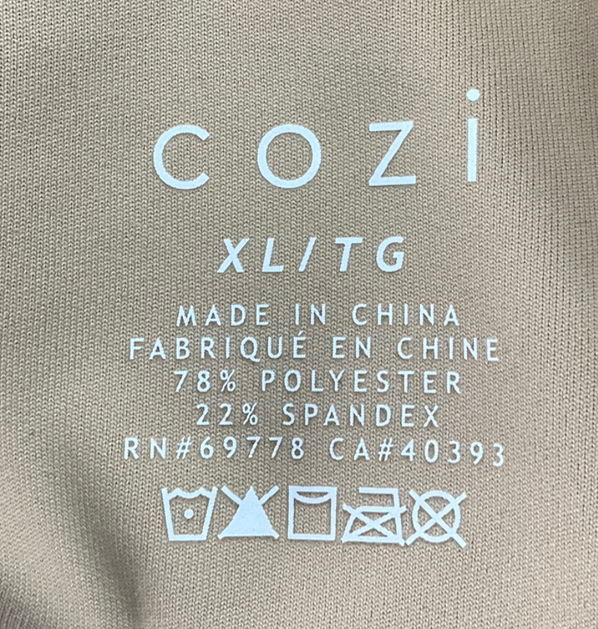 cozi
XL/TG
MADE IN CHINA
FABRIQUÉ EN CHINE
78% POLYESTER
22% SPANDEX
RN#69778 CA#40393